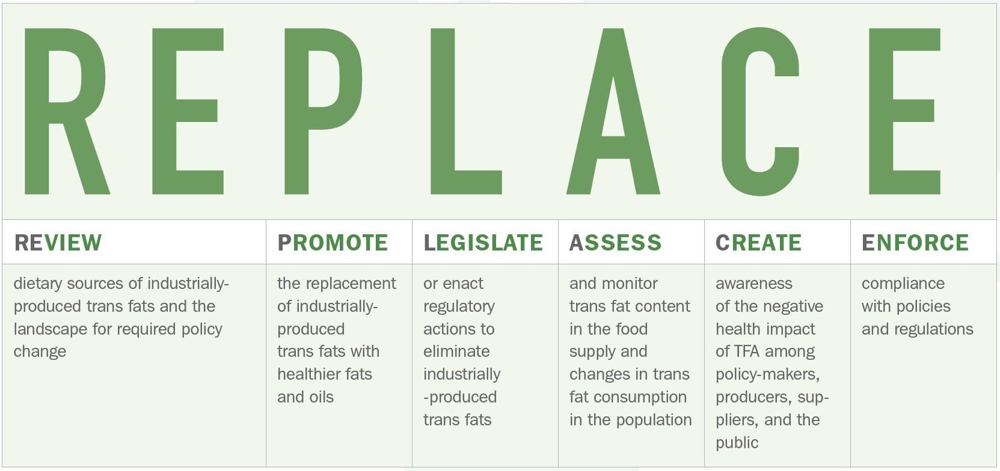 REPLACE
REVIEW
dietary sources of industrially-
produced trans fats and the
landscape for required policy
change
PROMOTE
the replacement
of industrially-
produced
trans fats with
healthier fats
and oils
LEGISLATE
or enact
regulatory
actions to
eliminate
industrially
-produced
trans fats
ASSESS
and monitor
trans fat content
in the food
supply and
changes in trans
fat consumption
in the population
CREATE
awareness
of the negative
health impact
of TFA among
policy-makers,
producers, sup-
pliers, and the
public
ENFORCE
compliance
with policies
and regulations